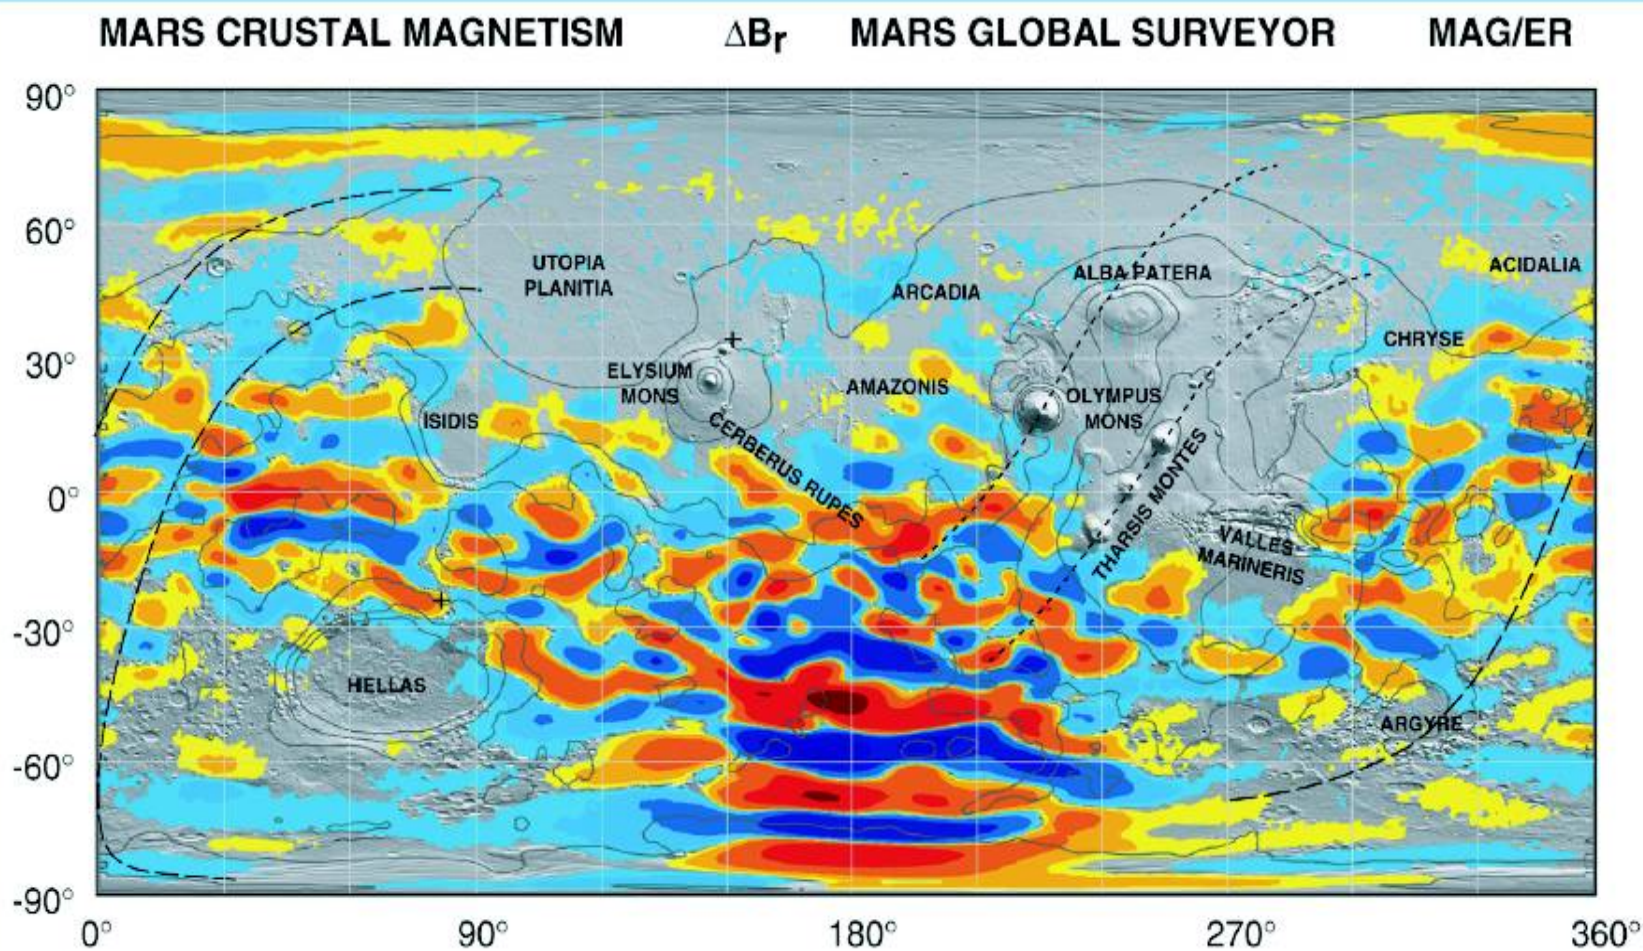 MARS CRUSTAL MAGNETISM ΔBr MARS GLOBAL SURVEYOR MAG/ER
90°
60°
UTOPIA
PLANITIA
ALBA PATERA
ACIDALIA
ARCADIA
30°
CHRYSE
ELYSIUM
MONS
AMAZONIS
OLYMPUS
MONS
ISIDIS
CERBERUS RUPES
THARSIS MONTES
0°
VALLES
MARINERIS
-30°
HELLAS
ARGYRE
-60°
-90°
0° 90° 180° 270° 360°